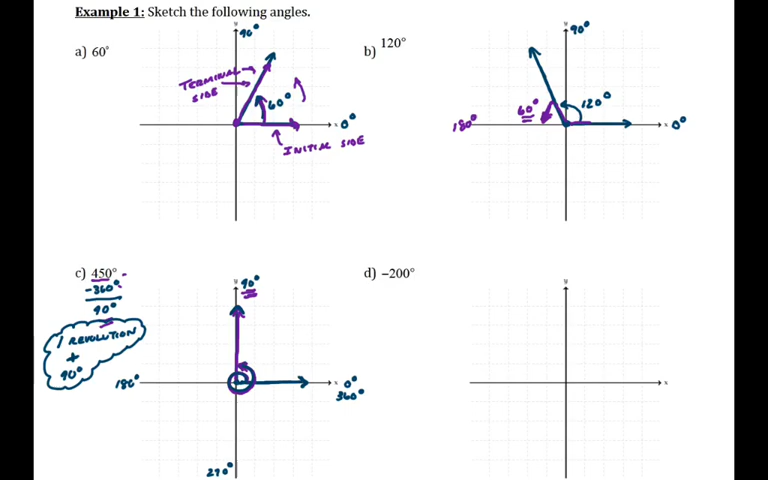 Example 1: Sketch the following angles.
a) 60°
y
90°
TERMINAL
SIDE
60°
x
0°
INITIAL SIDE
b)
120°
y
90°
120°
60°
180°
x
0°
c) 450°
-360°
90°
1 REVOLUTION
+
90°
y
90°
180°
x
0°
360°
270°
d) −200°
y
x